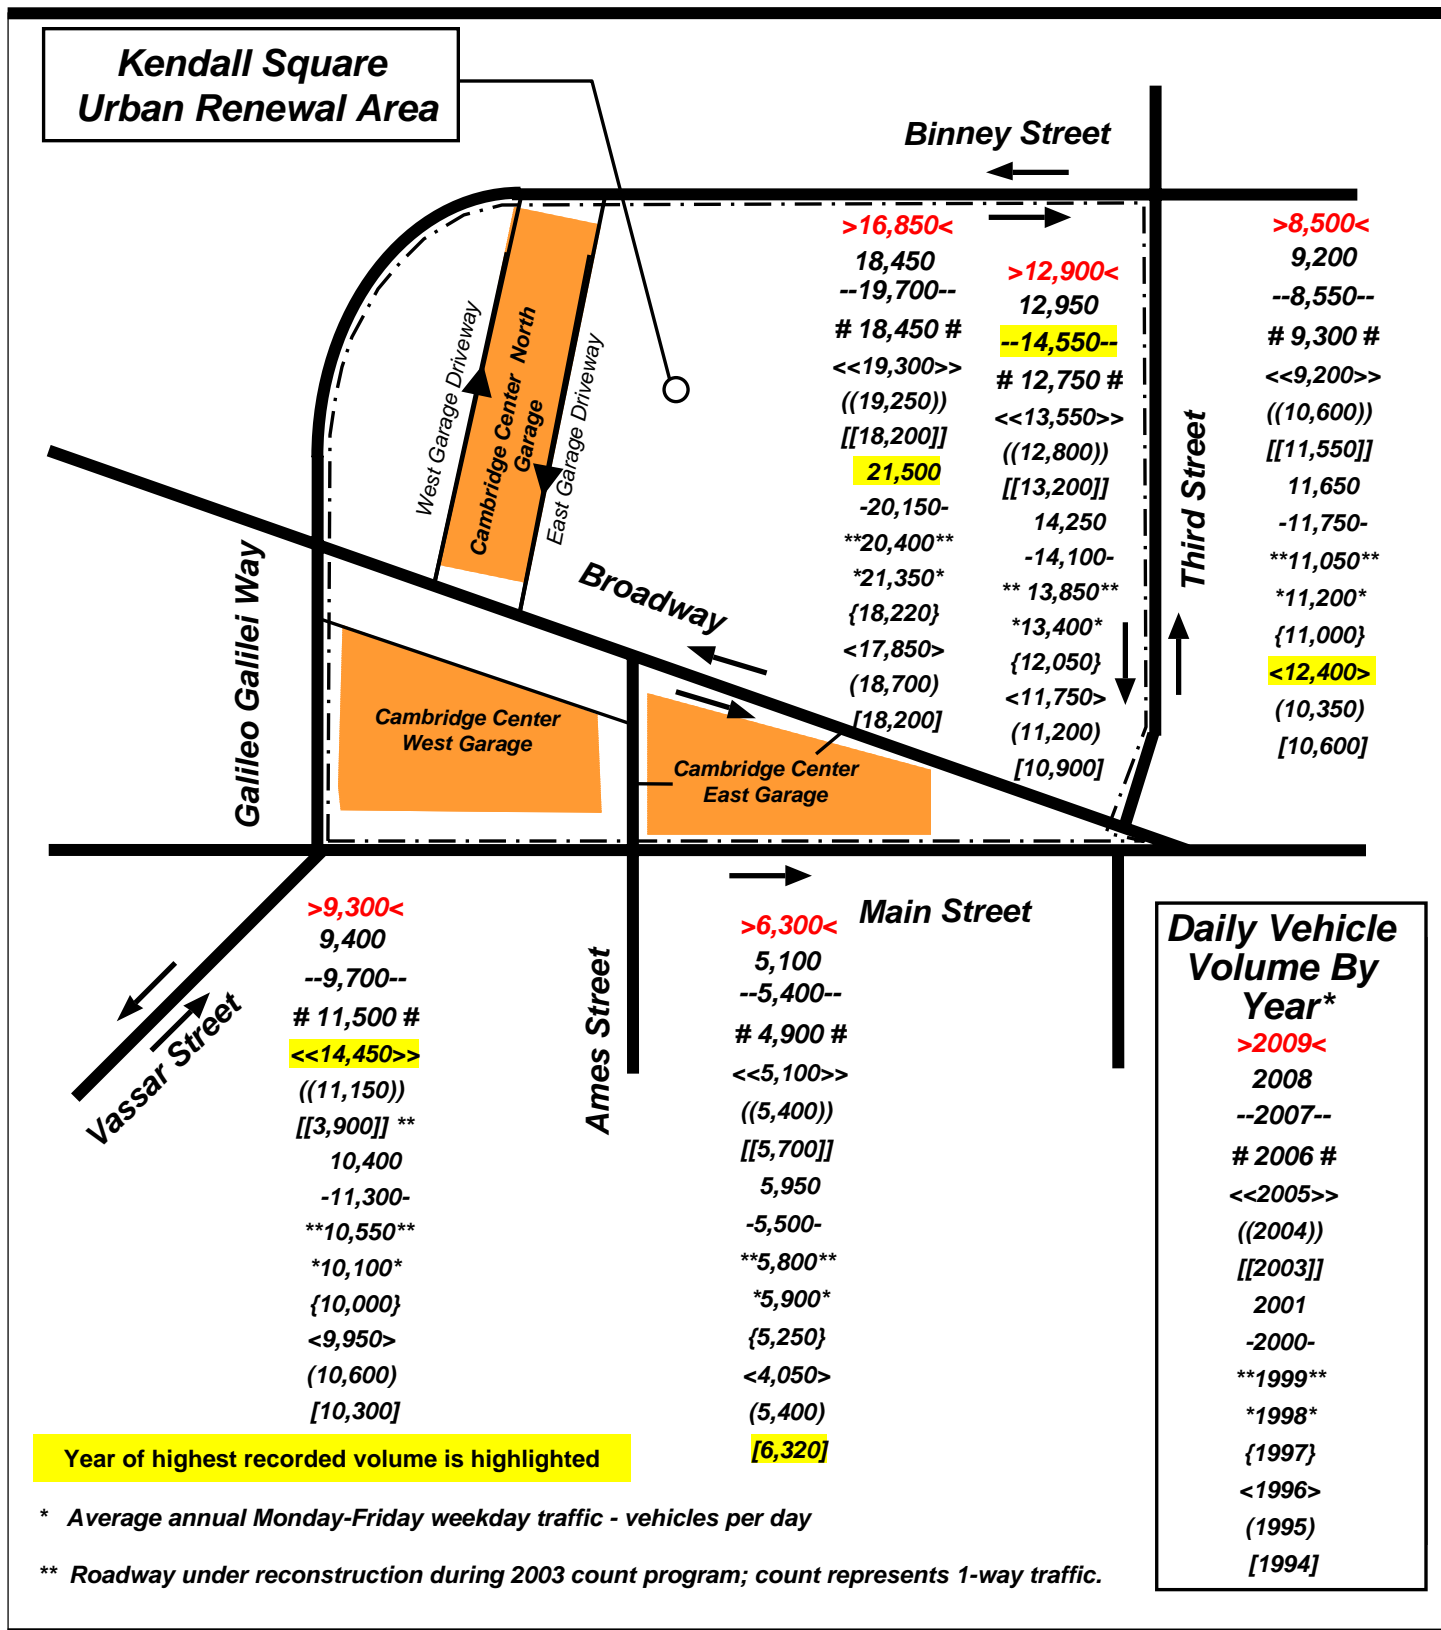 Kendall Square
Urban Renewal Area
Binney Street
>16,850<
18,450
--19,700--
# 18,450 #
<<19,300>>
((19,250))
[[18,200]]
21,500
-20,150-
**20,400**
*21,350*
{18,220}
<17,850>
(18,700)
[18,200]
>12,900<
12,950
--14,550--
# 12,750 #
<<13,550>>
((12,800))
[[13,200]]
14,250
-14,100-
** 13,850**
*13,400*
{12,050}
<11,750>
(11,200)
[10,900]
>8,500<
9,200
--8,550--
# 9,300 #
<<9,200>>
((10,600))
[[11,550]]
11,650
-11,750-
**11,050**
*11,200*
{11,000}
<12,400>
(10,350)
[10,600]
West Garage Driveway
Cambridge Center North
Garage
East Garage Driveway
Third Street
Galileo Galilei Way
Broadway
Cambridge Center
West Garage
Cambridge Center
East Garage
Main Street
Vassar Street
Ames Street
>9,300<
9,400
--9,700--
# 11,500 #
<<14,450>>
((11,150))
[[3,900]] **
10,400
-11,300-
**10,550**
*10,100*
{10,000}
<9,950>
(10,600)
[10,300]
>6,300<
5,100
--5,400--
# 4,900 #
<<5,100>>
((5,400))
[[5,700]]
5,950
-5,500-
**5,800**
*5,900*
{5,250}
<4,050>
(5,400)
[6,320]
Daily Vehicle
Volume By
Year*
>2009<
2008
--2007--
# 2006 #
<<2005>>
((2004))
[[2003]]
2001
-2000-
**1999**
*1998*
{1997}
<1996>
(1995)
[1994]
Year of highest recorded volume is highlighted
* Average annual Monday-Friday weekday traffic - vehicles per day
** Roadway under reconstruction during 2003 count program; count represents 1-way traffic.